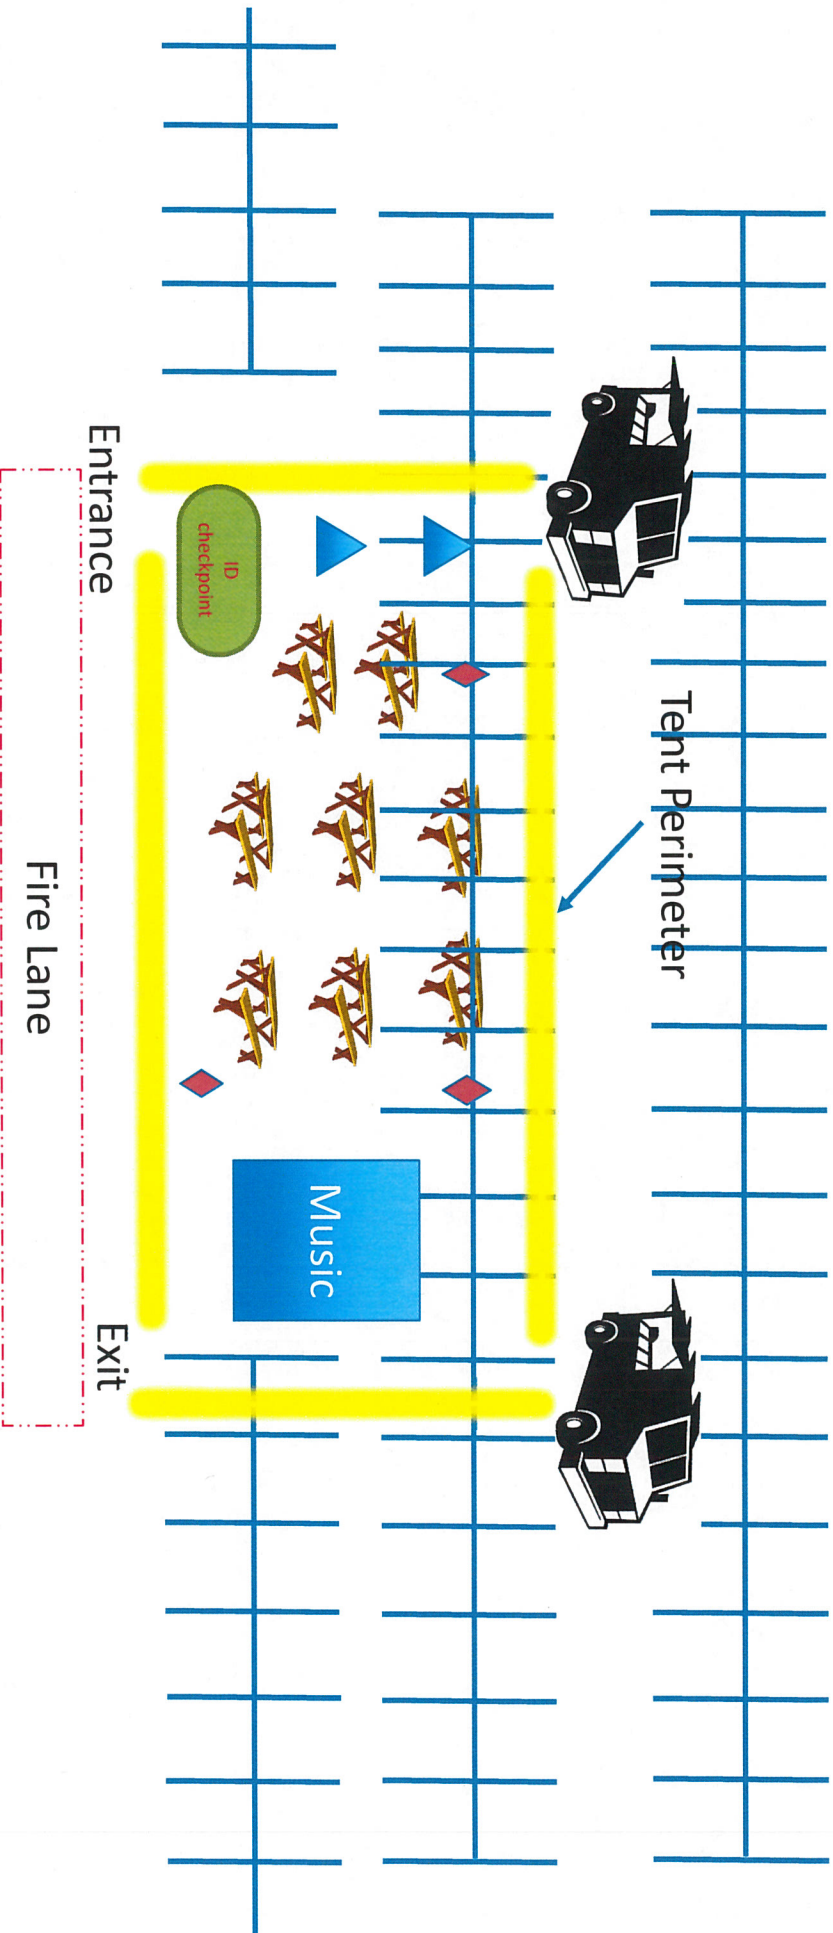 Tent Perimeter
Entrance
ID
checkpoint
Music
Exit
Fire Lane